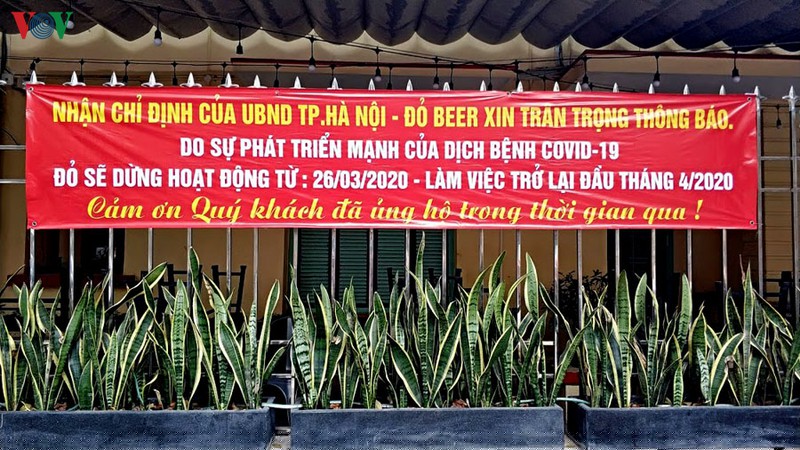 VOV
NHẬN CHỈ ĐỊNH CỦA UBND TP.HÀ NỘI - ĐỎ BEER XIN TRÂN TRỌNG THÔNG BÁO.
DO SỰ PHÁT TRIỂN MẠNH CỦA DỊCH BỆNH COVID-19
ĐỎ SẼ DỪNG HOẠT ĐỘNG TỪ : 26/03/2020 - LÀM VIỆC TRỞ LẠI ĐẦU THÁNG 4/2020
Cảm ơn Quý khách đã ủng hộ trong thời gian qua !